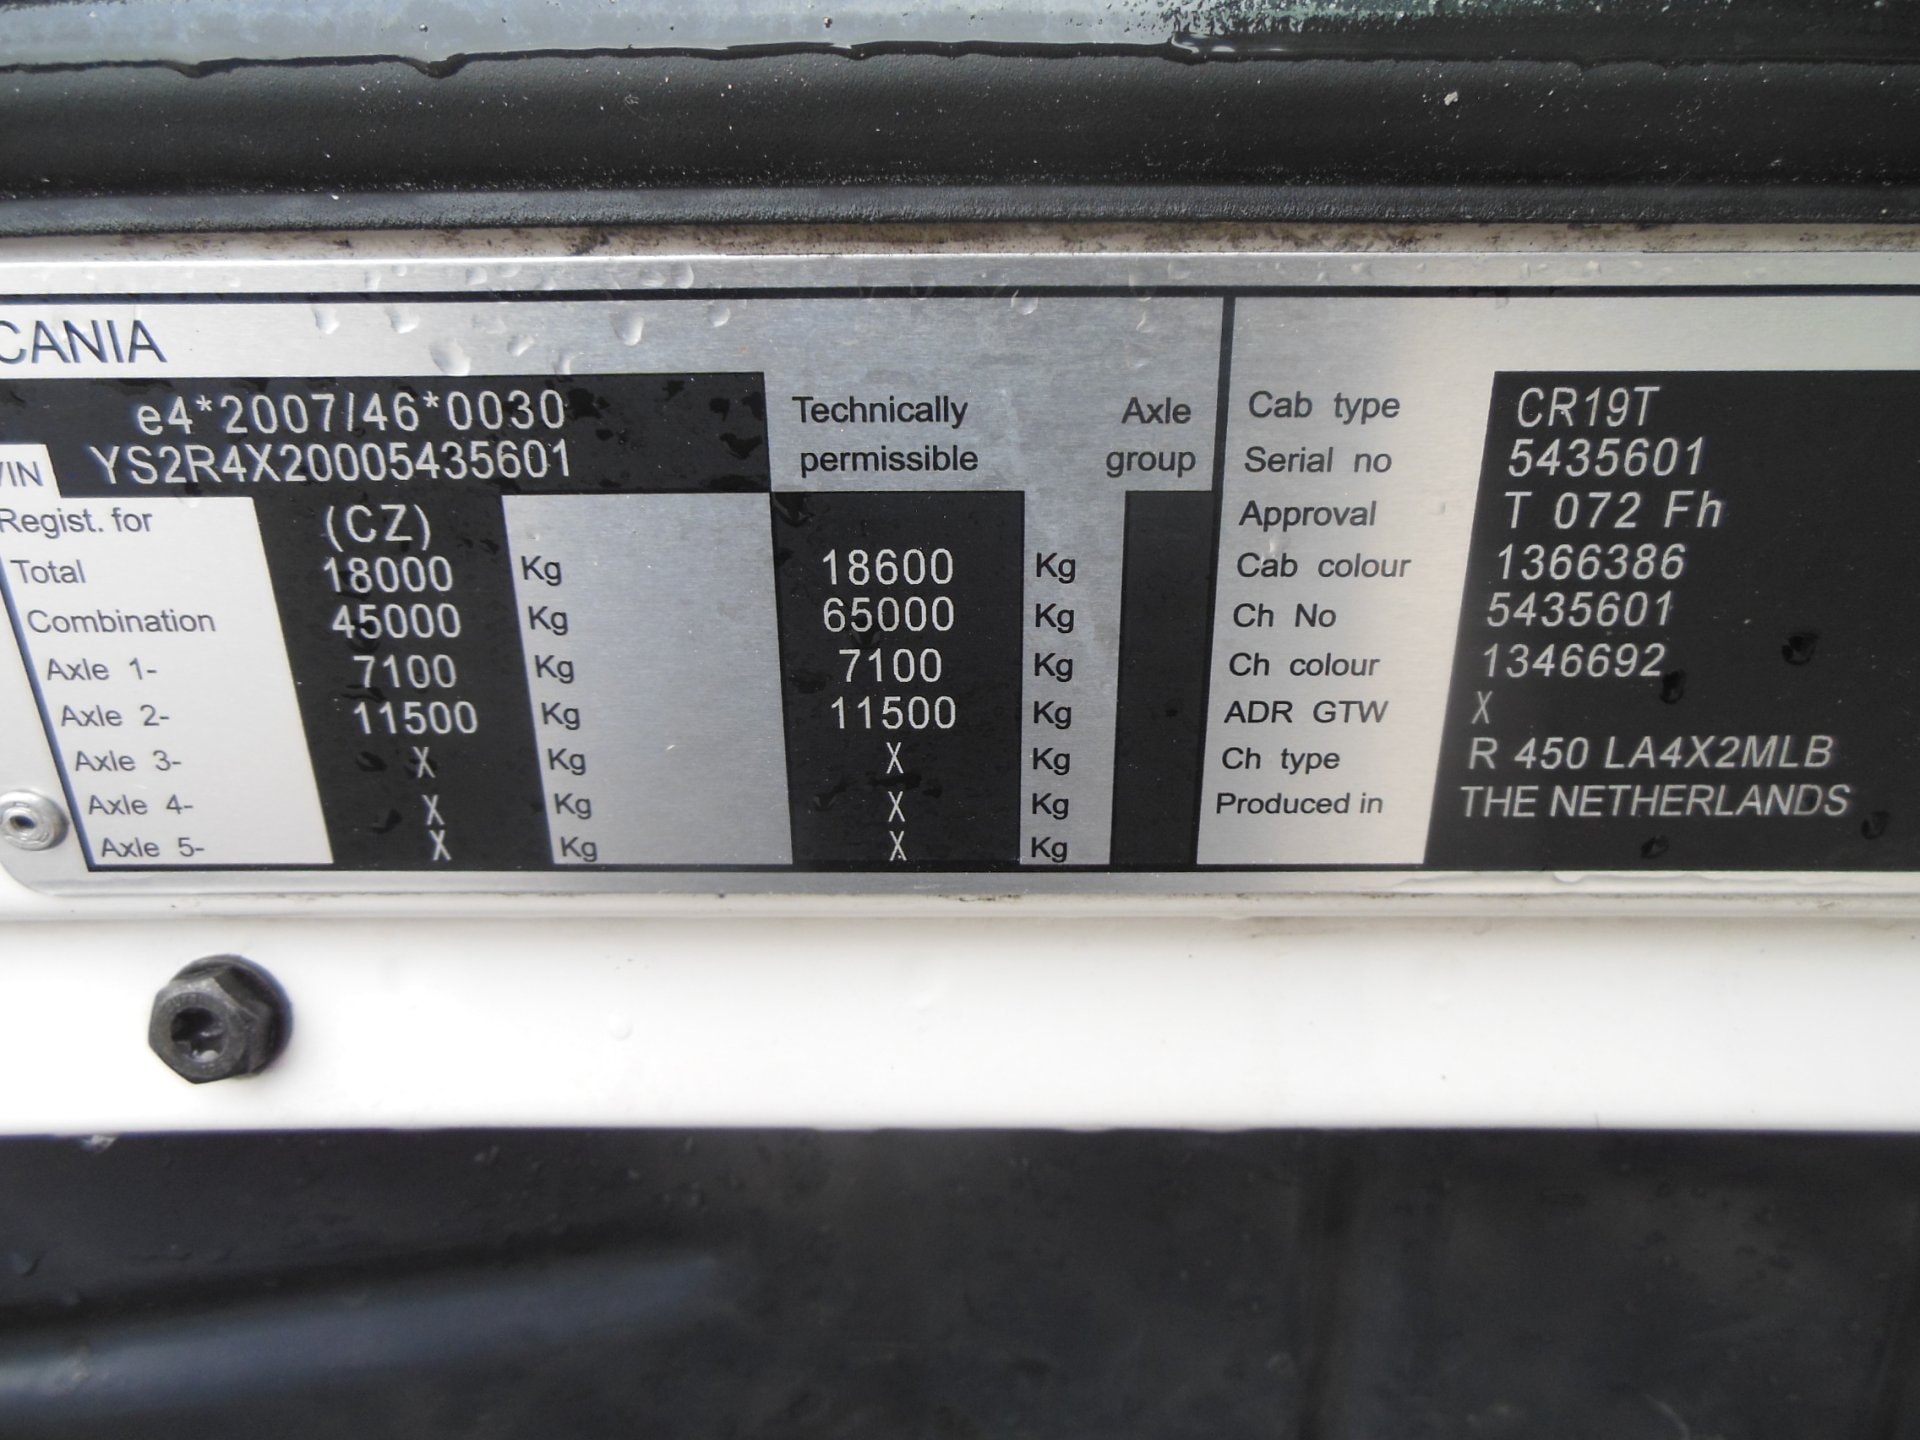 CANIA
e4*2007/46*0030
VIN YS2R4X20005435601
Technically permissible
Axle group
Regist. for (CZ)
Total 18000 Kg 18600 Kg
Combination 45000 Kg 65000 Kg
Axle 1- 7100 Kg 7100 Kg
Axle 2- 11500 Kg 11500 Kg
Axle 3- X Kg X Kg
Axle 4- X Kg X Kg
Axle 5- X Kg X Kg
Cab type CR19T
Serial no 5435601
Approval T 072 Fh
Cab colour 1366386
Ch No 5435601
Ch colour 1346692
ADR GTW X
Ch type R 450 LA4X2MLB
Produced in THE NETHERLANDS